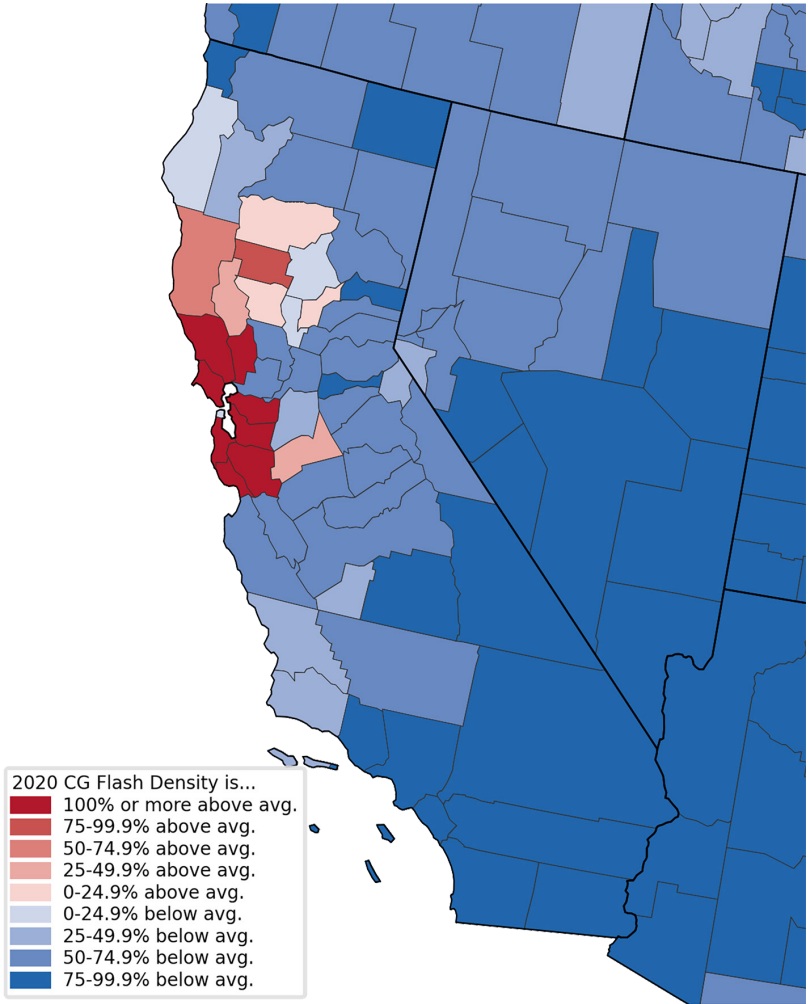 2020 CG Flash Density is...
100% or more above avg.
75-99.9% above avg.
50-74.9% above avg.
25-49.9% above avg.
0-24.9% above avg.
0-24.9% below avg.
25-49.9% below avg.
50-74.9% below avg.
75-99.9% below avg.